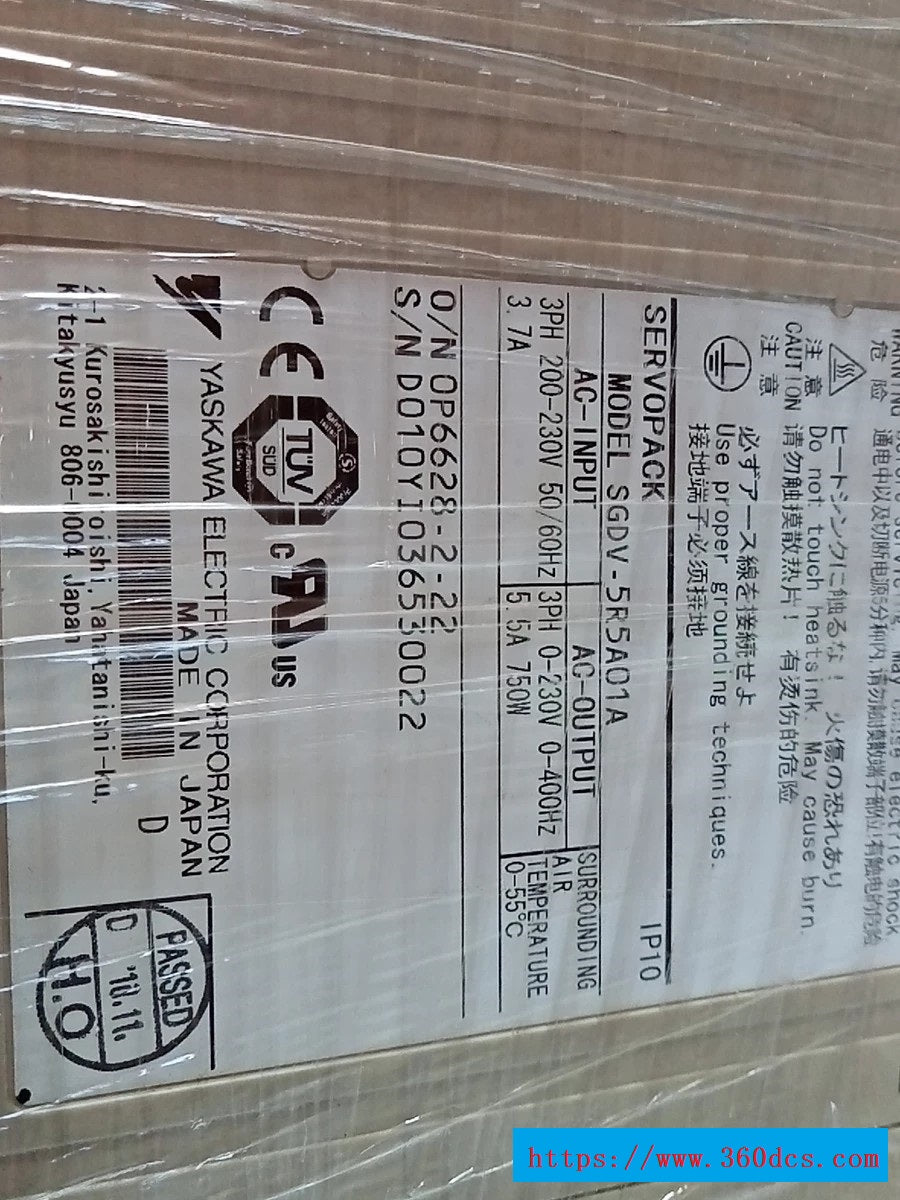 危 险 通电中以及切断电源5分钟内,请勿触摸端子部位!有触电的危险
注 意 ヒートシンクに触るな! 火傷の恐れあり
CAUTION Do not touch heatsink. May cause burn.
注 意 请勿触摸散热片! 有烫伤的危险
必ずアース線を接続せよ
Use proper grounding techniques.
接地端子必须接地
SERVOPACK IP10
MODEL SGDV-5R5A01A
AC-INPUT AC-OUTPUT SURROUNDING
3PH 200-230V 50/60Hz 3PH 0-230V 0-400Hz AIR TEMPERATURE
3.7A 5.5A 750W 0-55℃
O/N OP6628-2-22
S/N D010YI036530022
CE TÜV SÜD c US
YASKAWA ELECTRIC CORPORATION
MADE IN JAPAN
D
2-1 Kurosakishiroishi, Yahatanishi-ku,
Kitakyusyu 806-0004 Japan
PASSED
D '10.11.
H.O
https://www.360dcs.com